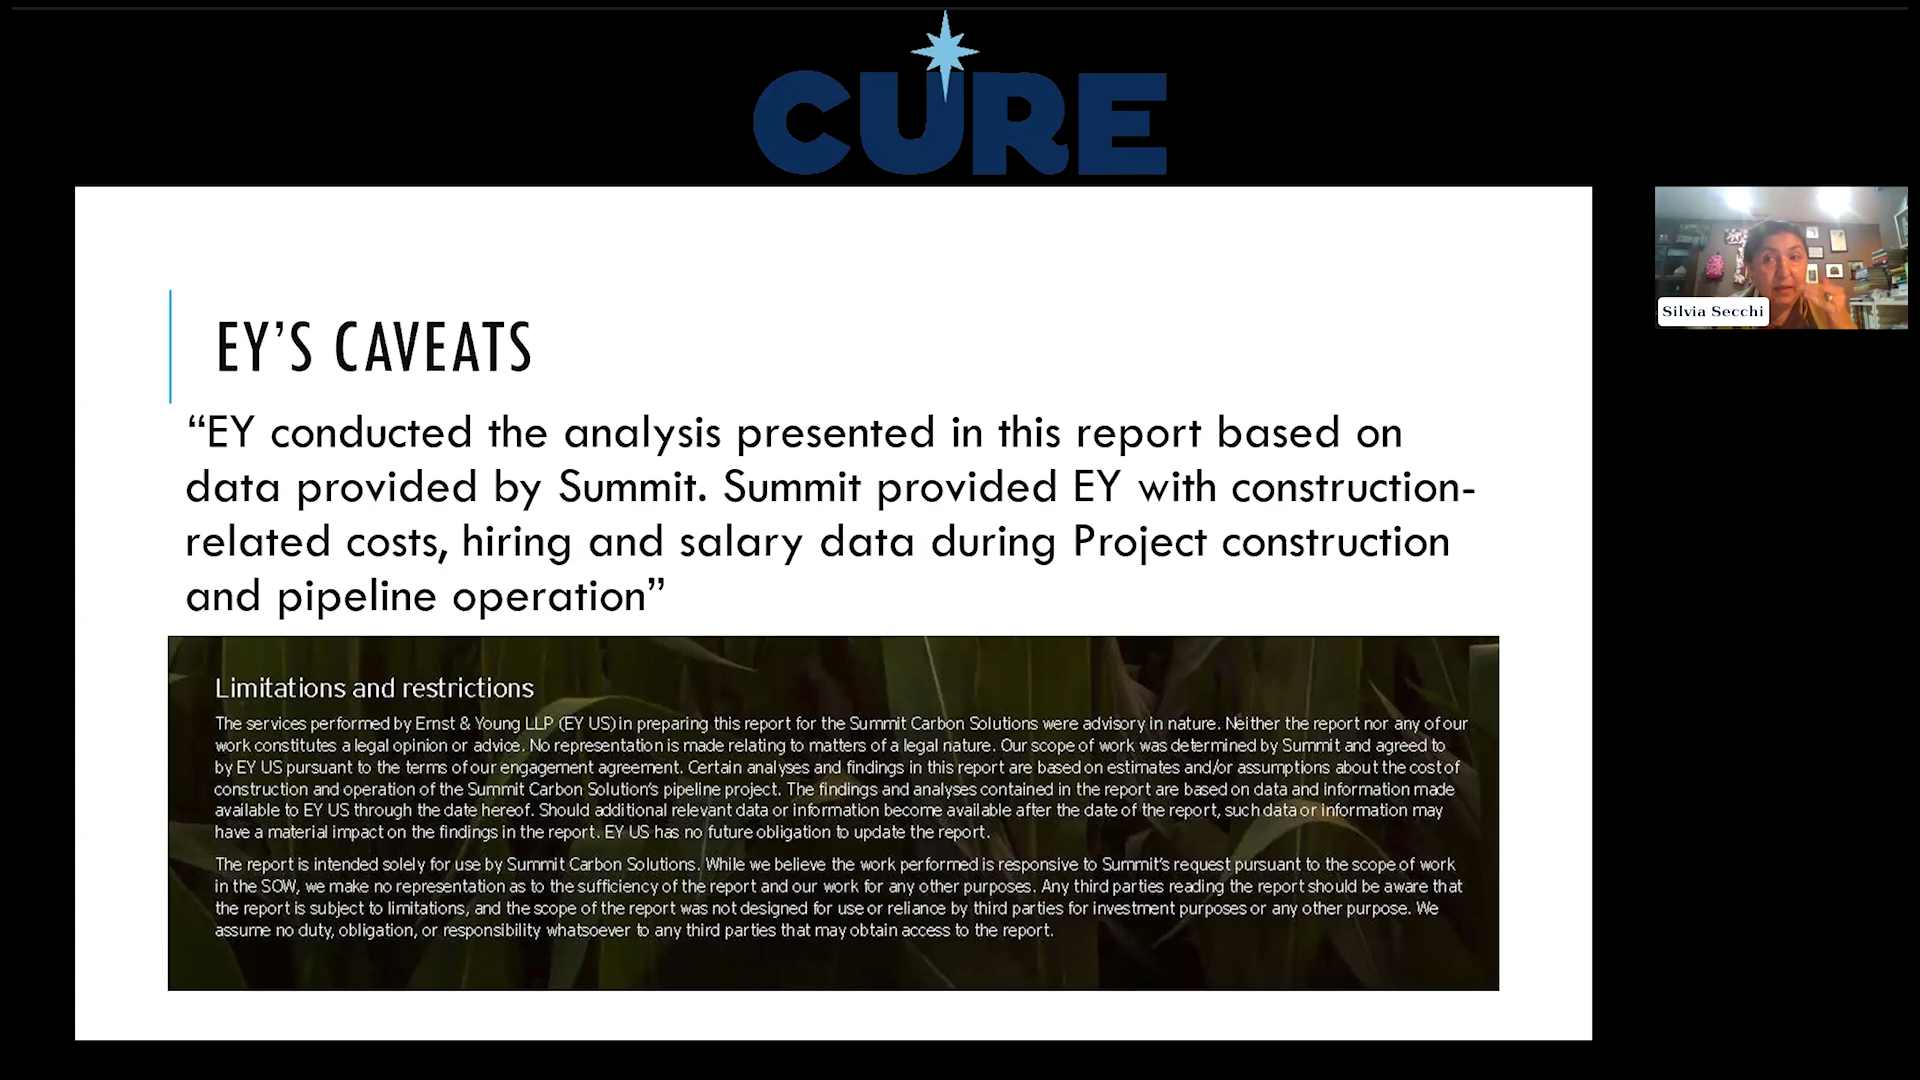 CURE
EY'S CAVEATS
“EY conducted the analysis presented in this report based on
data provided by Summit. Summit provided EY with construction-
related costs, hiring and salary data during Project construction
and pipeline operation”
Silvia Secchi
Limitations and restrictions
The services performed by Ernst & Young LLP (EY US) in preparing this report for the Summit Carbon Solutions were advisory in nature. Neither the report nor any of our
work constitutes a legal opinion or advice. No representation is made relating to matters of a legal nature. Our scope of work was determined by Summit and agreed to
by EY US pursuant to the terms of our engagement agreement. Certain analyses and findings in this report are based on estimates and/or assumptions about the cost of
construction and operation of the Summit Carbon Solution's pipeline project. The findings and analyses contained in the report are based on data and information made
available to EY US through the date hereof. Should additional relevant data or information become available after the date of the report, such data or information may
have a material impact on the findings in the report. EY US has no future obligation to update the report.
The report is intended solely for use by Summit Carbon Solutions. While we believe the work performed is responsive to Summit's request pursuant to the scope of work
in the SOW, we make no representation as to the sufficiency of the report and our work for any other purposes. Any third parties reading the report should be aware that
the report is subject to limitations, and the scope of the report was not designed for use or reliance by third parties for investment purposes or any other purpose. We
assume no duty, obligation, or responsibility whatsoever to any third parties that may obtain access to the report.